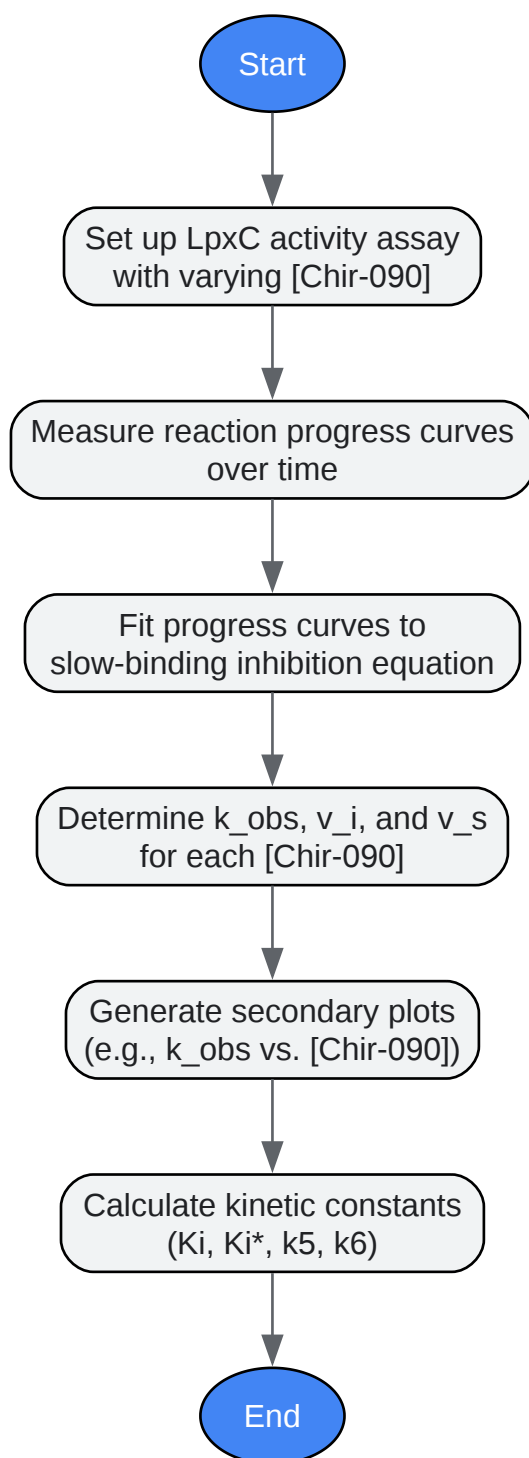 Start
Set up LpxC activity assay
with varying [Chir-090]
Measure reaction progress curves
over time
Fit progress curves to
slow-binding inhibition equation
Determine k_obs, v_i, and v_s
for each [Chir-090]
Generate secondary plots
(e.g., k_obs vs. [Chir-090])
Calculate kinetic constants
(Ki, Ki*, k5, k6)
End